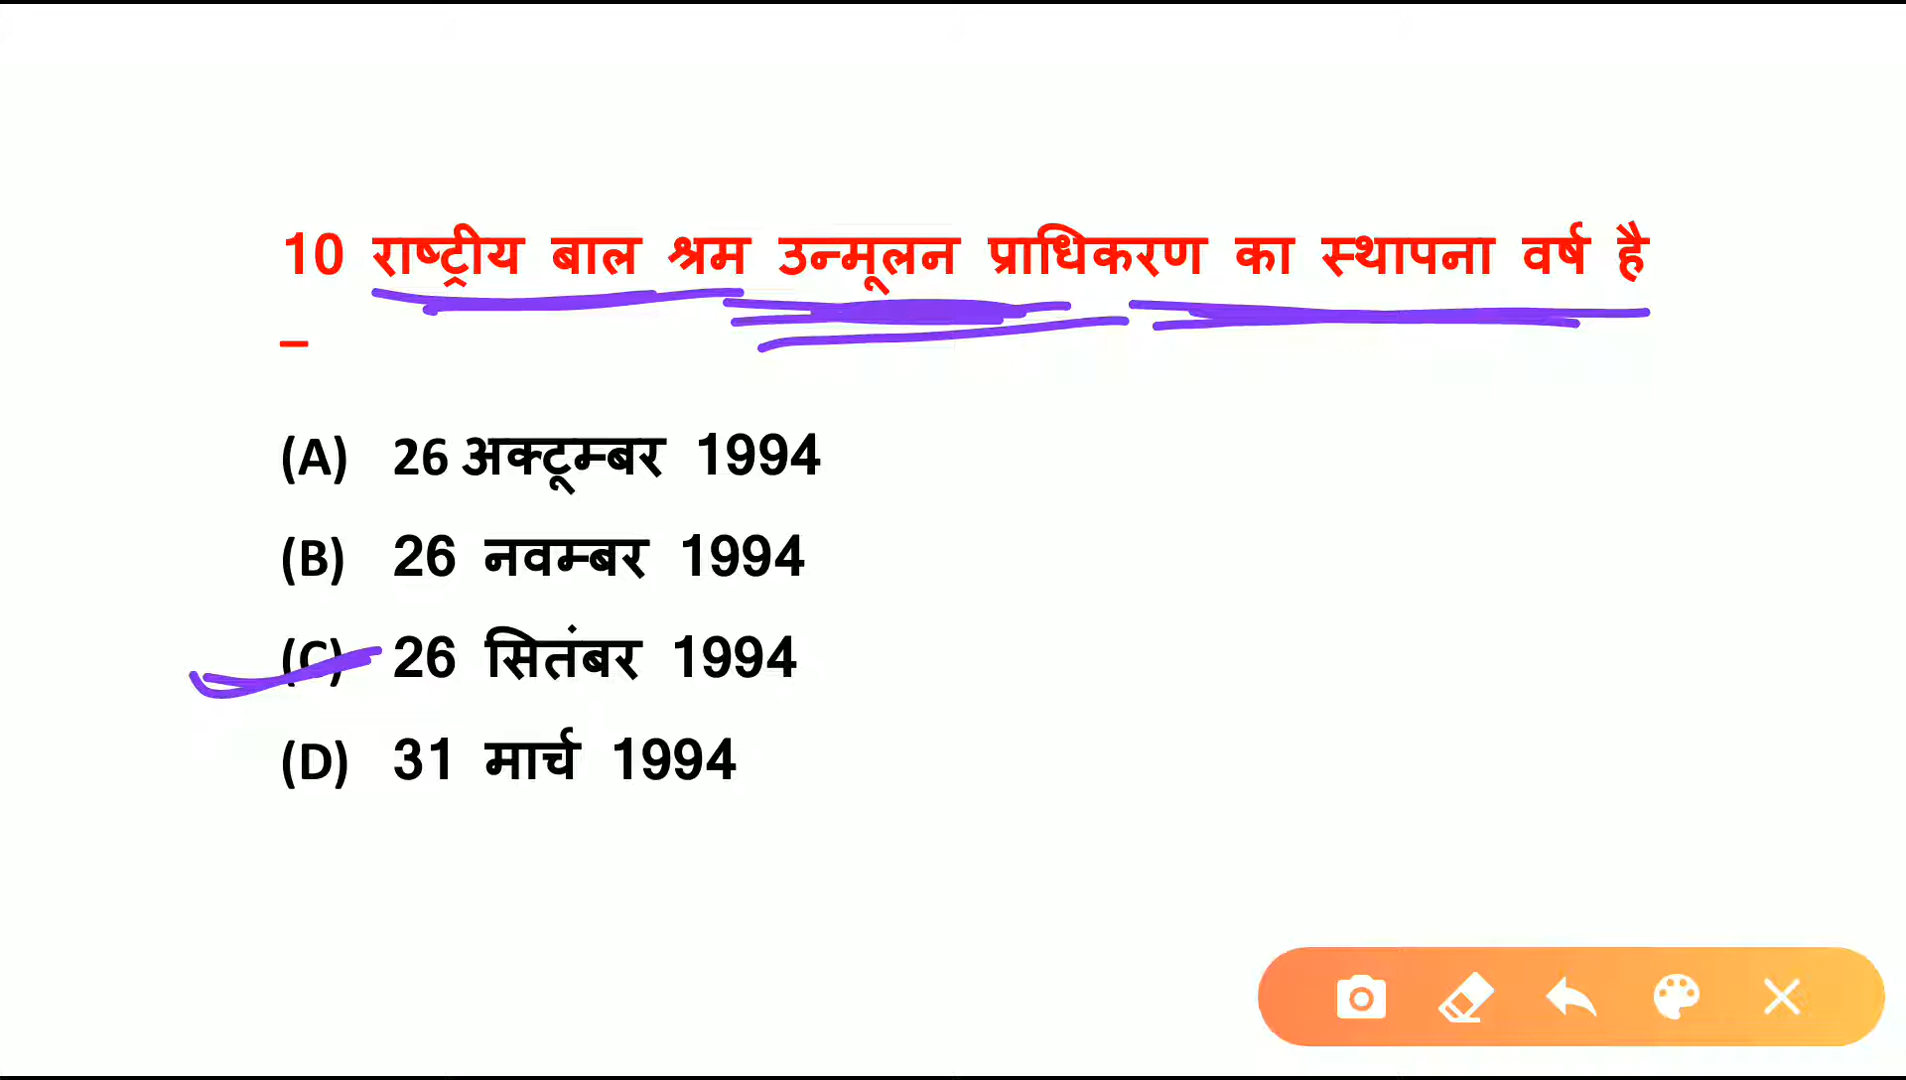 10 राष्ट्रीय बाल श्रम उन्मूलन प्राधिकरण का स्थापना वर्ष है
–
(A) 26 अक्टूम्बर 1994
(B) 26 नवम्बर 1994
(C) 26 सितंबर 1994
(D) 31 मार्च 1994